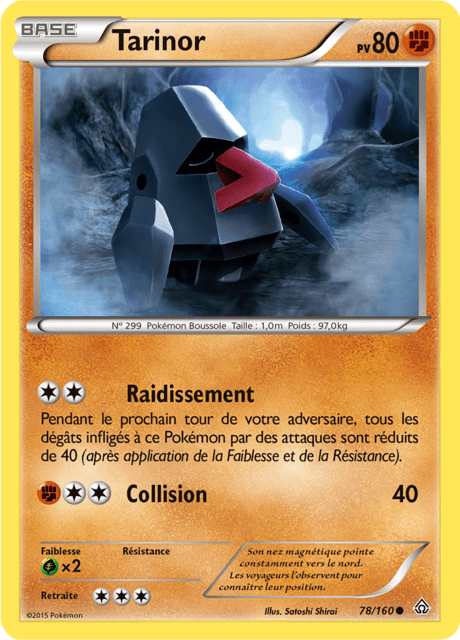 BASE
Tarinor
PV80
Nº 299 Pokémon Boussole Taille : 1,0m Poids : 97,0kg
Raidissement
Pendant le prochain tour de votre adversaire, tous les
dégâts infligés à ce Pokémon par des attaques sont réduits
de 40 (après application de la Faiblesse et de la Résistance).
Collision 40
Faiblesse Résistance
×2
Son nez magnétique pointe
constamment vers le nord.
Les voyageurs l'observent pour
connaître leur position.
Retraite
©2015 Pokémon
Illus. Satoshi Shirai
78/160